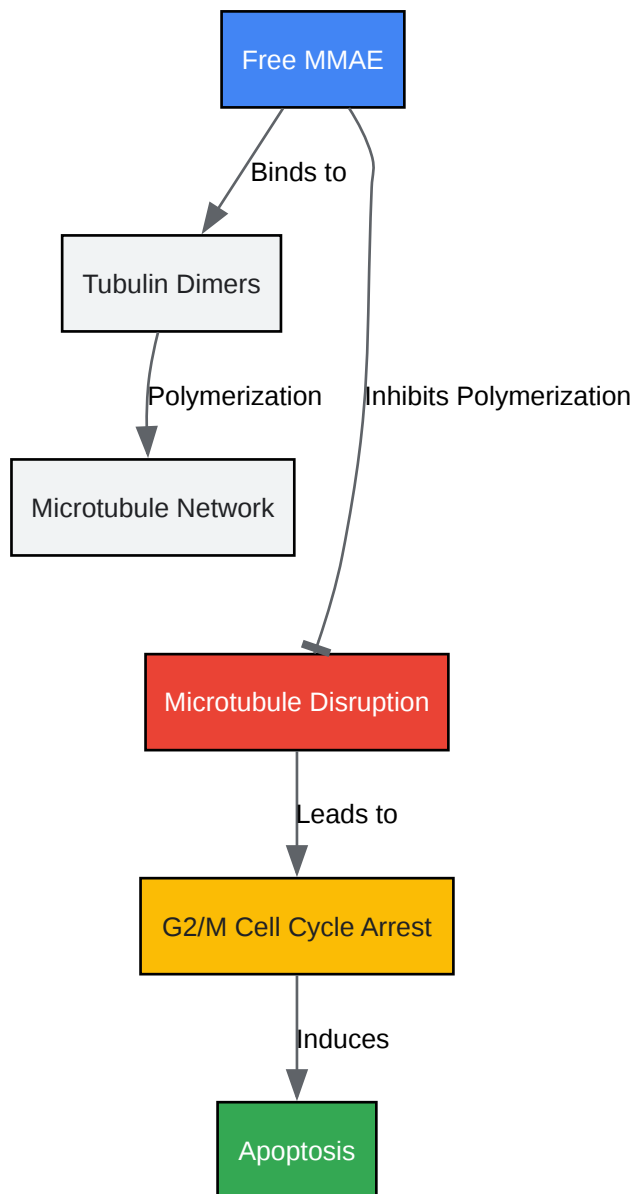 Free MMAE
Binds to
Tubulin Dimers
Polymerization
Inhibits Polymerization
Microtubule Network
Microtubule Disruption
Leads to
G2/M Cell Cycle Arrest
Induces
Apoptosis